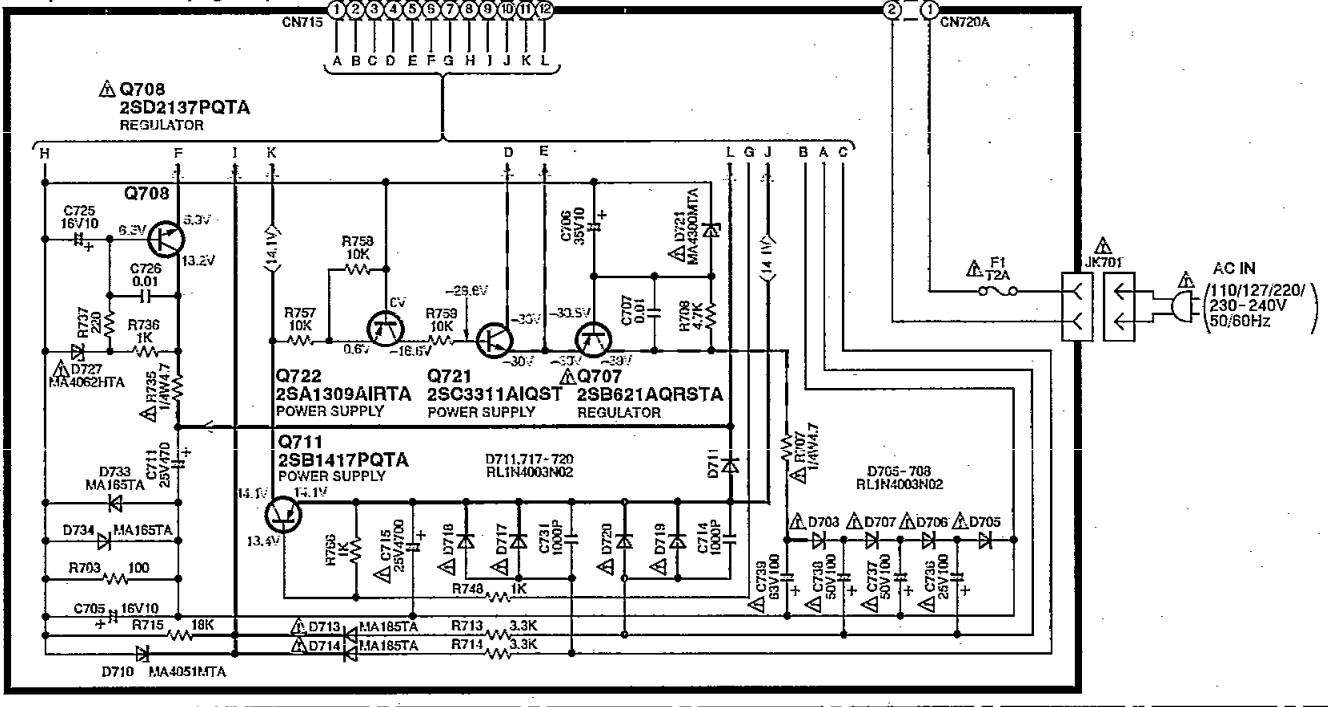 CN715
1 2 3 4 5 6 7 8 9 10 11 12
2 1
CN720A
A B C D E F G H I J K L
⚠ Q708
2SD2137PQTA
REGULATOR
H F I K D E L G J B A C
Q708
C725
16V10
13.2V
C726
0.01
R737
220
R736
1K
⚠ D727
MA4062HTA
⚠ R735
1/4W4.7
C711
25V470
14.1V
14.1V
R758
10K
R757
10K
0V
0.6V
-16.6V
R759
10K
-29.6V
-30V
-30V
-30.5V
C706
35V10
⚠ D721
MA4300MTA
C707
0.01
R708
4.7K
Q722
2SA1309AIRTA
POWER SUPPLY
Q721
2SC3311AIQST
POWER SUPPLY
⚠ Q707
2SB621AQRSTA
REGULATOR
Q711
2SB1417PQTA
POWER SUPPLY
14.1V
14.1V
13.4V
D711,717-720
RL1N4003N02
D711
⚠ R707
1/4W4.7
D705-708
RL1N4003N02
D733
MA165TA
D734
MA165TA
R703
100
C705
16V10
R715
18K
D710
MA4051MTA
R766
1K
⚠ C715
25V4700
⚠ D718
⚠ D717
C731
1000P
⚠ D720
⚠ D719
C714
1000P
R748
1K
⚠ D713
MA185TA
R713
3.3K
⚠ D714
MA185TA
R714
3.3K
⚠ D703
⚠ D707
⚠ D706
⚠ D705
⚠ C739
63V100
⚠ C738
50V100
⚠ C737
50V100
⚠ C736
25V100
⚠ F1
T2A
⚠
JK701
⚠
AC IN
(110/127/220/
230-240V
50/60Hz)